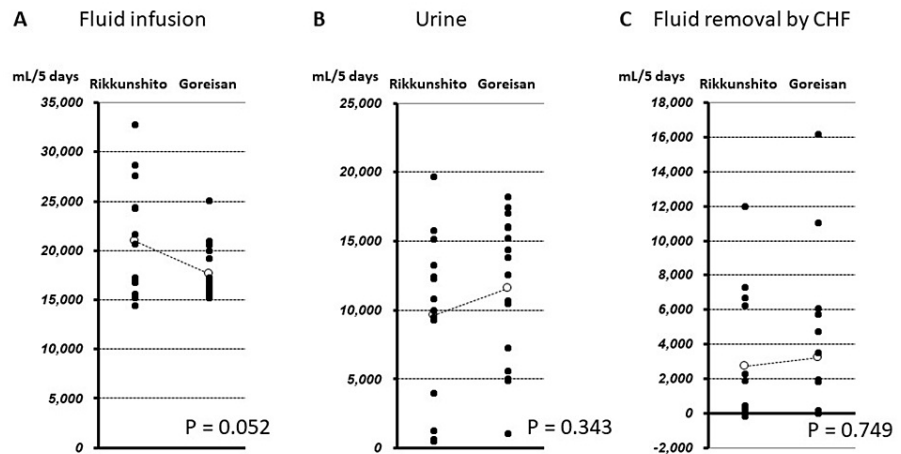 A Fluid infusion
mL/5 days
Rikkunshito Goreisan
35,000
30,000
25,000
20,000
15,000
10,000
5,000
0
P = 0.052
B Urine
mL/5 days
Rikkunshito Goreisan
25,000
20,000
15,000
10,000
5,000
0
P = 0.343
C Fluid removal by CHF
mL/5 days
Rikkunshito Goreisan
18,000
16,000
14,000
12,000
10,000
8,000
6,000
4,000
2,000
0
-2,000
P = 0.749